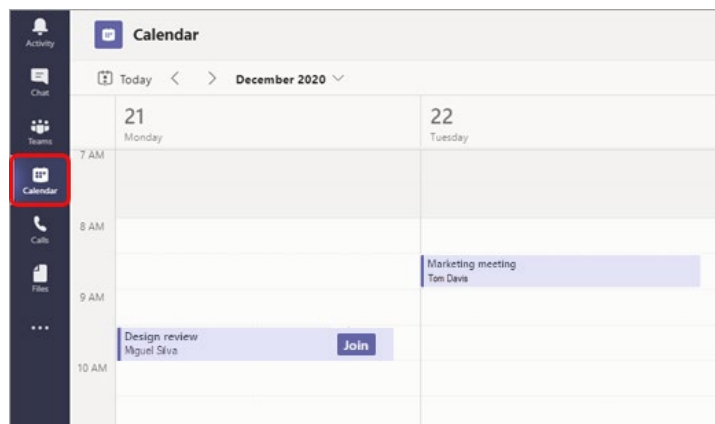 Activity
Chat
Teams
Calendar
Calls
Files
Calendar
Today
December 2020
21
Monday
22
Tuesday
7 AM
8 AM
9 AM
10 AM
Marketing meeting
Tom Davis
Design review
Miguel Silva
Join